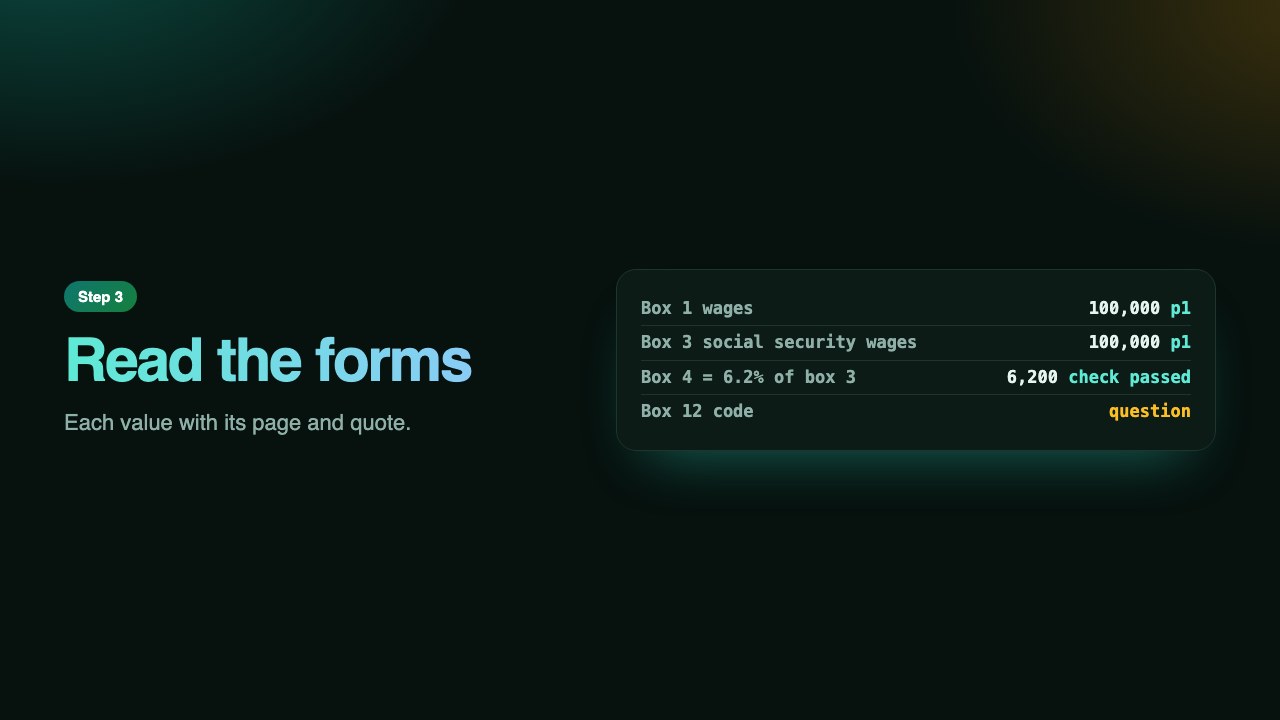 Step 3
Read the forms
Each value with its page and quote.
Box 1 wages 100,000 p1
Box 3 social security wages 100,000 p1
Box 4 = 6.2% of box 3 6,200 check passed
Box 12 code question